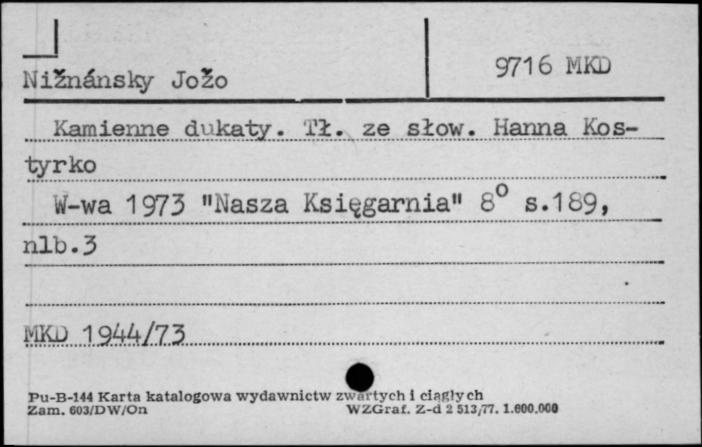 9716 MKD
Nižnánsky Jožo
Kamienne dukaty. Tł. ze słow. Hanna Kos-
tyrko
W-wa 1973 "Nasza Księgarnia" 8º s.189,
nlb.3
MKD 1944/73
Pu-B-144 Karta katalogowa wydawnictw zwartych i ciągłych
Zam. 603/DW/On WZGraf. Z-d 2 513/77. 1.600.000